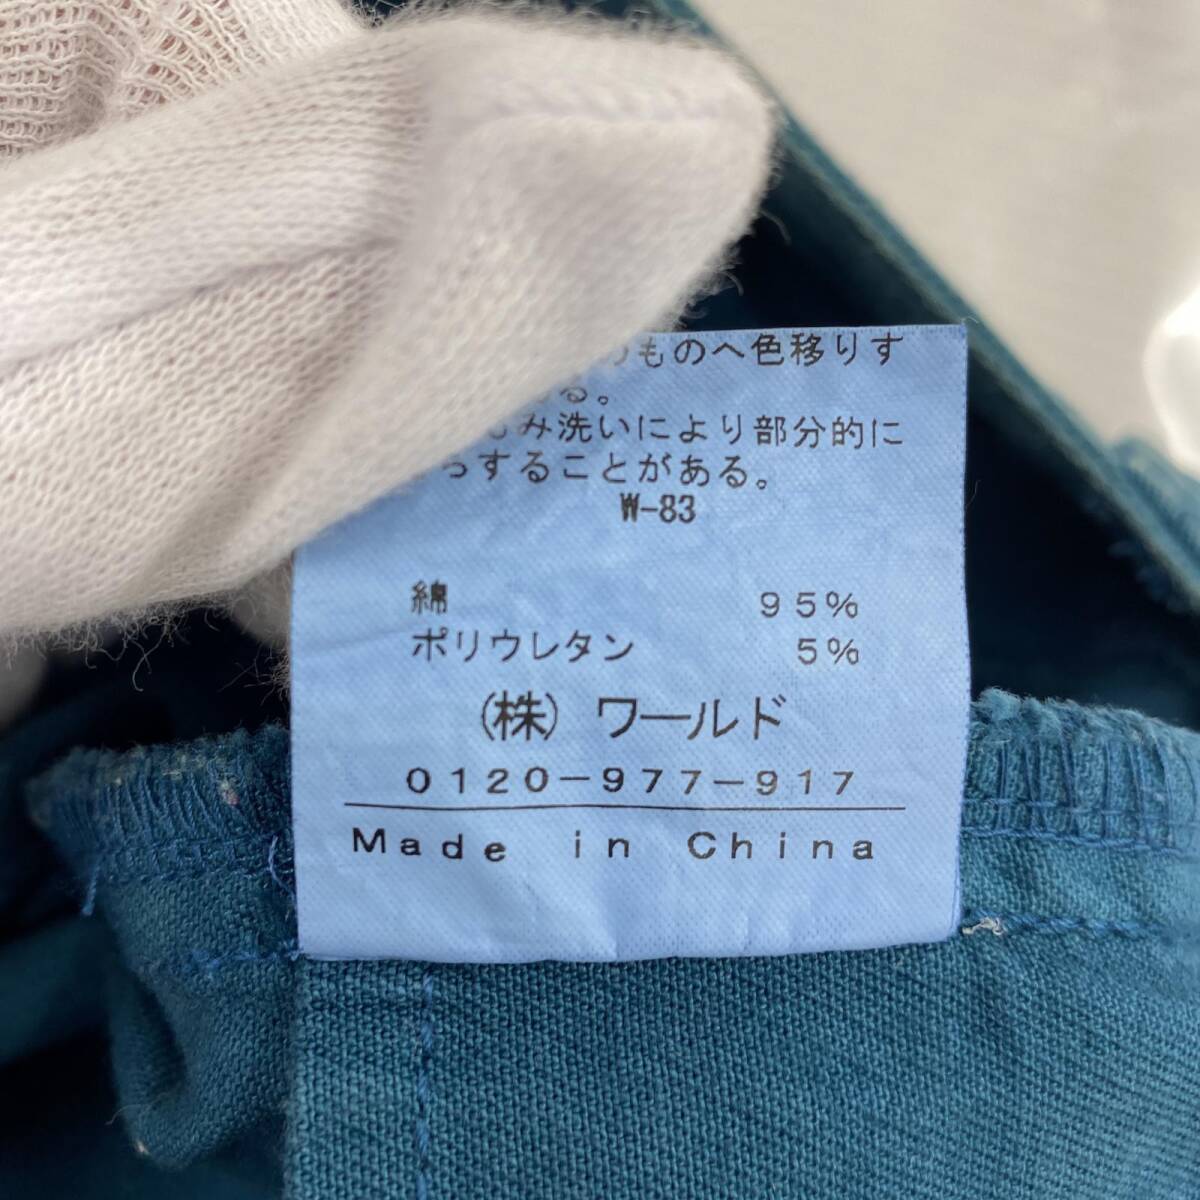 ものへ色移りす
る。
み洗いにより部分的に
することがある。
W-83
綿 95%
ポリウレタン 5%
(株) ワールド
0120-977-917
Made in China